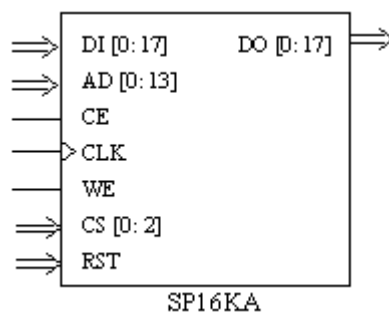 DI [0:17] DO [0:17]
AD [0:13]
CE
CLK
WE
CS [0:2]
RST
SP16KA